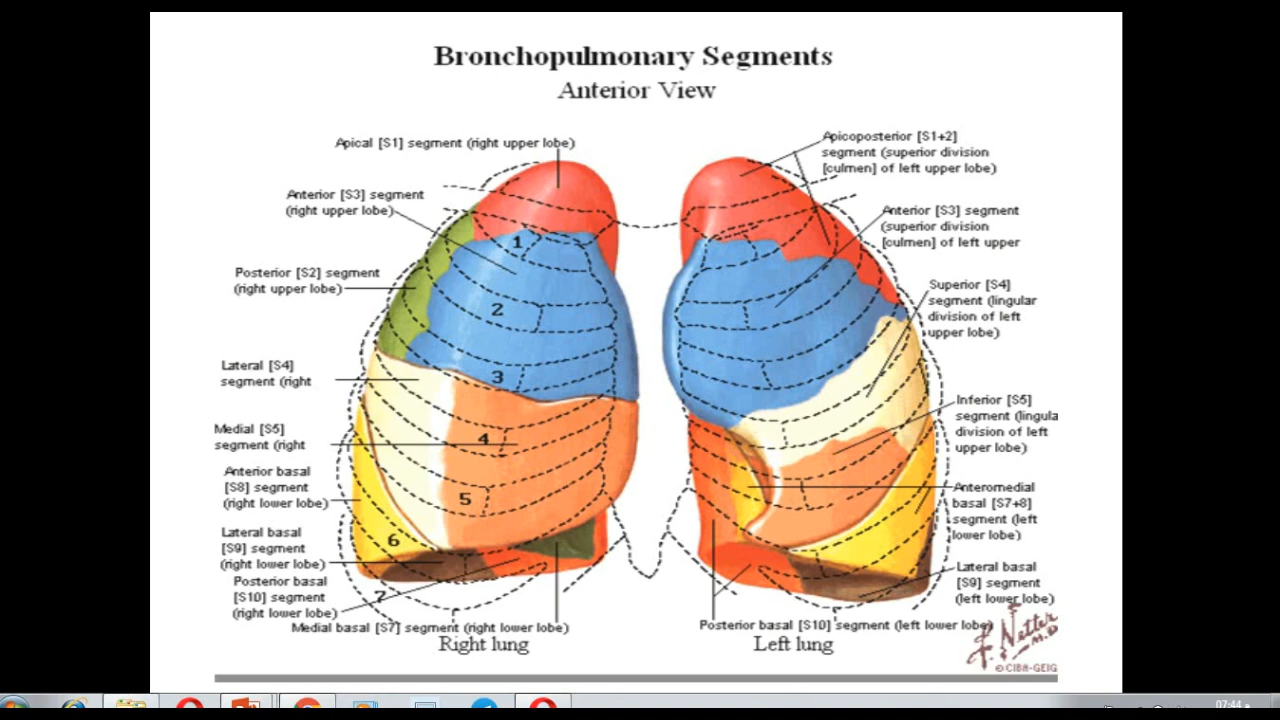 Bronchopulmonary Segments
Anterior View
Apical [S1] segment (right upper lobe)
Anterior [S3] segment
(right upper lobe)
Posterior [S2] segment
(right upper lobe)
Lateral [S4]
segment (right
Medial [S5]
segment (right
Anterior basal
[S8] segment
(right lower lobe)
Lateral basal
[S9] segment
(right lower lobe)
Posterior basal
[S10] segment
(right lower lobe)
Medial basal [S7] segment (right lower lobe)
Right lung
1
2
3
4
5
6
7
Apicoposterior [S1+2]
segment (superior division
[culmen] of left upper lobe)
Anterior [S3] segment
(superior division
[culmen] of left upper
Superior [S4]
segment (lingular
division of left
upper lobe)
Inferior [S5]
segment (lingula
division of left
upper lobe)
Anteromedial
basal [S7+8]
segment (left
lower lobe)
Lateral basal
[S9] segment
(left lower lobe)
Posterior basal [S10] segment (left lower lobe)
Left lung
F. Netter
M.D.
© CIBA-GEIG
07:44